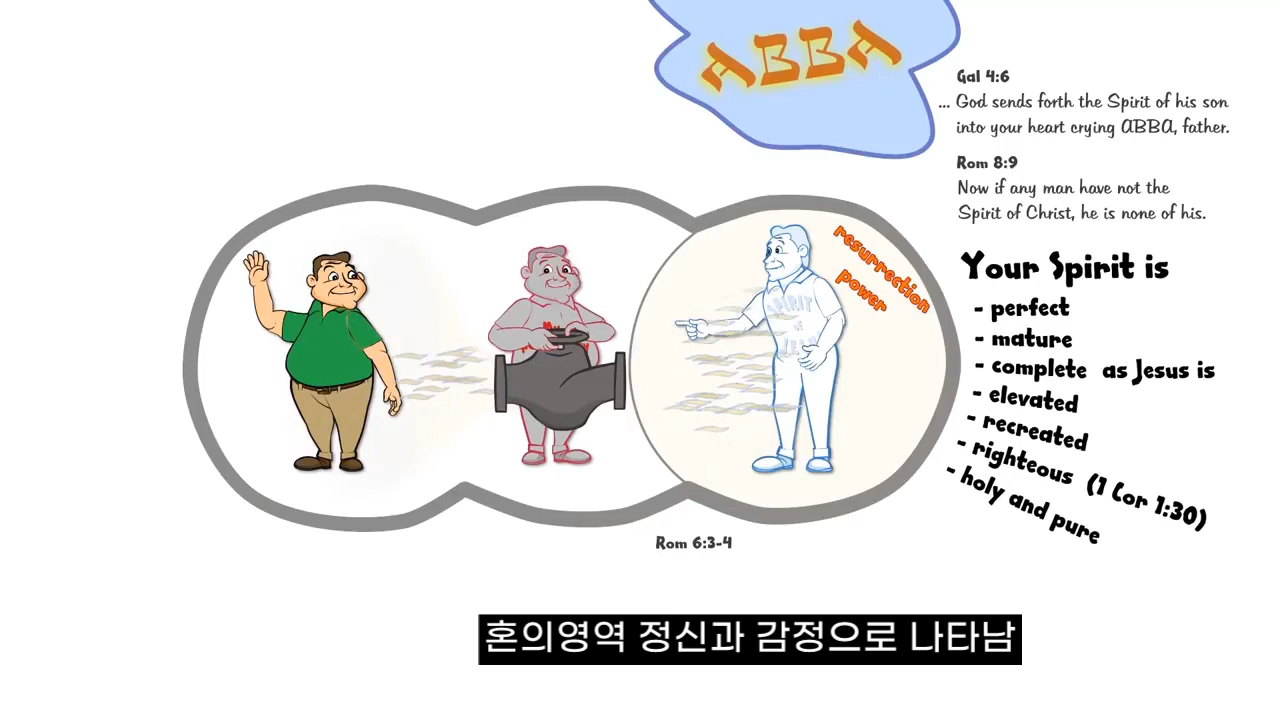 ABBA
Gal 4:6
... God sends forth the Spirit of his son
into your heart crying ABBA, father.
Rom 8:9
Now if any man have not the
Spirit of Christ, he is none of his.
resurrection
power
SPIRIT
Your Spirit is
- perfect
- mature
- complete as Jesus is
- elevated
- recreated
- righteous (1 Cor 1:30)
- holy and pure
Rom 6:3-4
혼의영역 정신과 감정으로 나타남